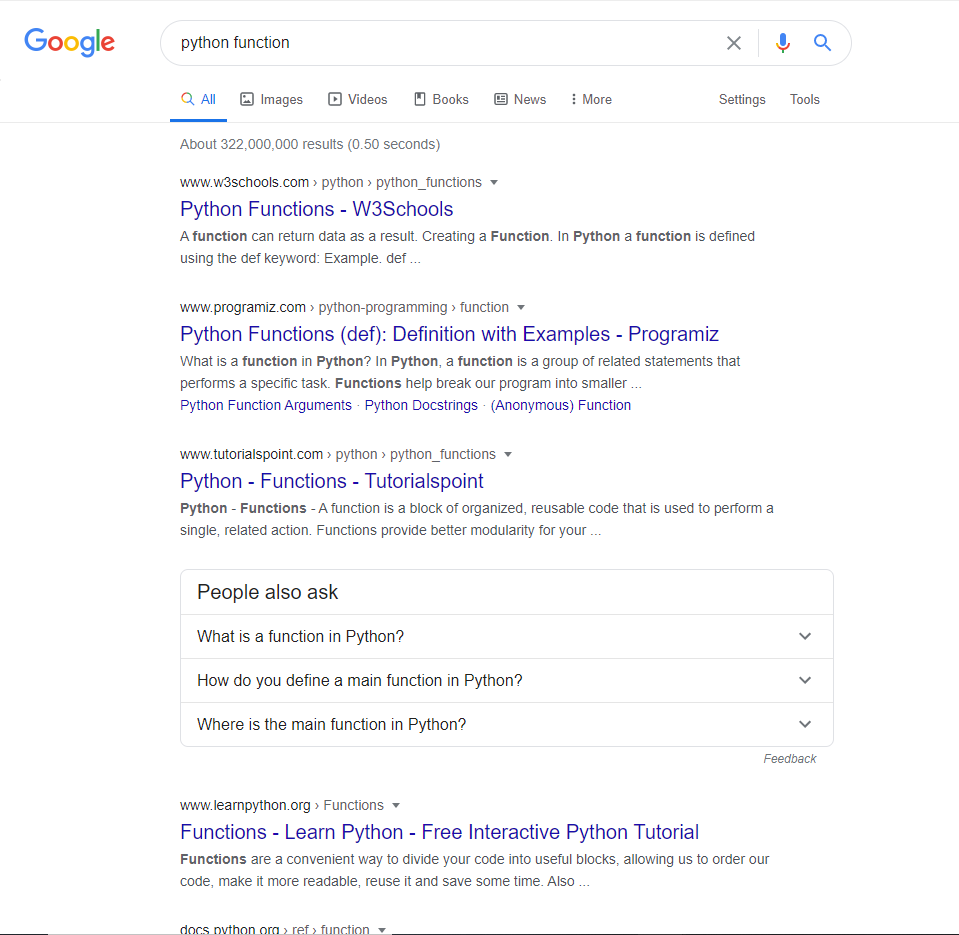 Google
python function
All Images Videos Books News More Settings Tools
About 322,000,000 results (0.50 seconds)
www.w3schools.com › python › python_functions
Python Functions - W3Schools
A function can return data as a result. Creating a Function. In Python a function is defined
using the def keyword: Example. def ...
www.programiz.com › python-programming › function
Python Functions (def): Definition with Examples - Programiz
What is a function in Python? In Python, a function is a group of related statements that
performs a specific task. Functions help break our program into smaller ...
Python Function Arguments · Python Docstrings · (Anonymous) Function
www.tutorialspoint.com › python › python_functions
Python - Functions - Tutorialspoint
Python - Functions - A function is a block of organized, reusable code that is used to perform a
single, related action. Functions provide better modularity for your ...
People also ask
What is a function in Python?
How do you define a main function in Python?
Where is the main function in Python?
Feedback
www.learnpython.org › Functions
Functions - Learn Python - Free Interactive Python Tutorial
Functions are a convenient way to divide your code into useful blocks, allowing us to order our
code, make it more readable, reuse it and save some time. Also ...
docs.python.org › ref › function